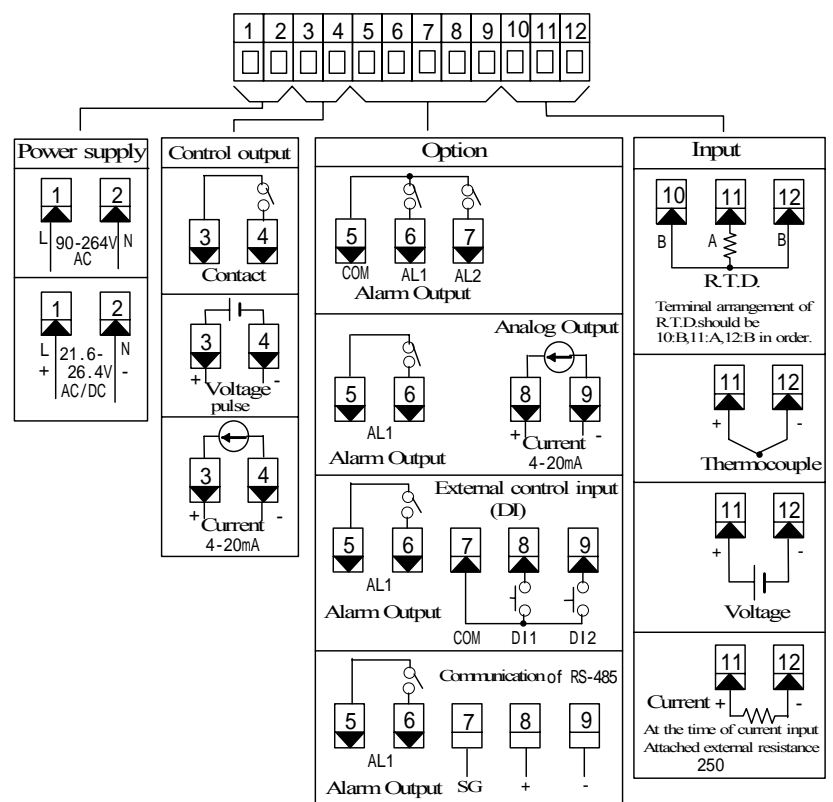 1 2 3 4 5 6 7 8 9 10 11 12
Power supply
1 2
L 90-264V N
AC
1 2
L 21.6- N
+ 26.4V -
AC/DC
Control output
3 4
Contact
3 4
+ Voltage -
pulse
3 4
+ Current -
4-20mA
Option
5 6 7
COM AL1 AL2
Alarm Output
Analog Output
5 6 8 9
AL1
+ Current -
Alarm Output
4-20mA
External control input
(DI)
5 6 7 8 9
AL1
Alarm Output
COM DI1 DI2
Communication of RS-485
5 6 7 8 9
AL1
Alarm Output SG + -
Input
10 11 12
B A B
R.T.D.
Terminal arrangement of
R.T.D.should be
10:B,11:A,12:B in order.
11 12
+ -
Thermocouple
11 12
+ -
Voltage
11 12
Current + -
At the time of current input
Attached external resistance
250